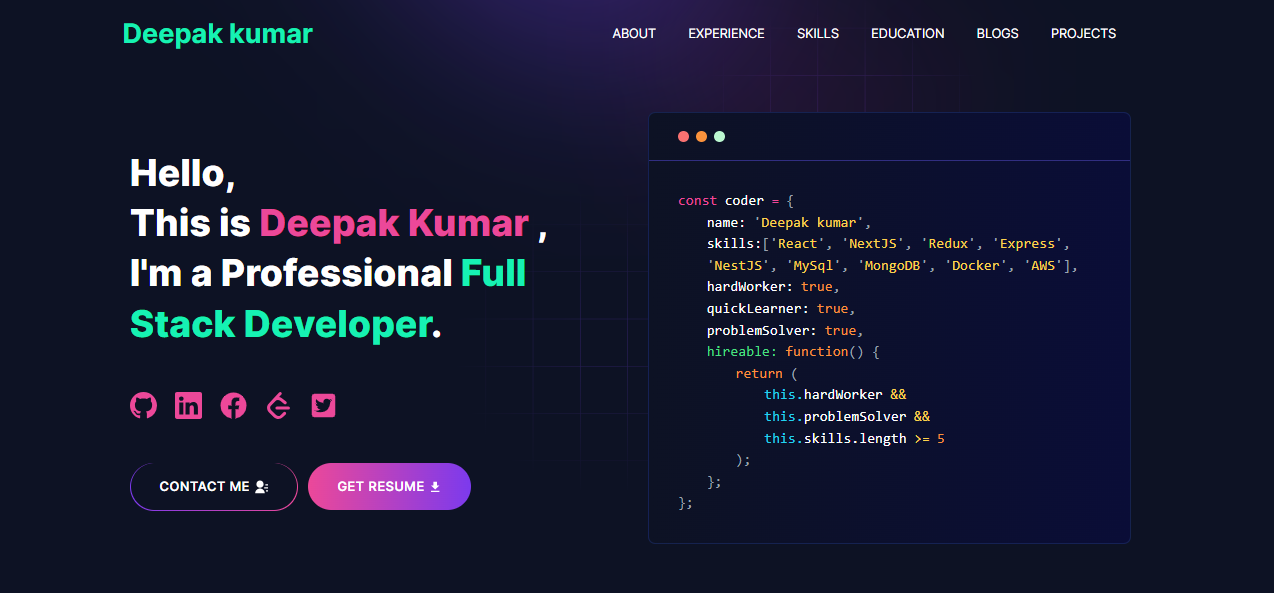 Deepak kumar
ABOUT EXPERIENCE SKILLS EDUCATION BLOGS PROJECTS
Hello,
This is Deepak Kumar ,
I'm a Professional Full
Stack Developer.
CONTACT ME
GET RESUME
const coder = {
name: 'Deepak kumar',
skills:['React', 'NextJS', 'Redux', 'Express',
'NestJS', 'MySql', 'MongoDB', 'Docker', 'AWS'],
hardWorker: true,
quickLearner: true,
problemSolver: true,
hireable: function() {
return (
this.hardWorker &&
this.problemSolver &&
this.skills.length >= 5
);
};
};